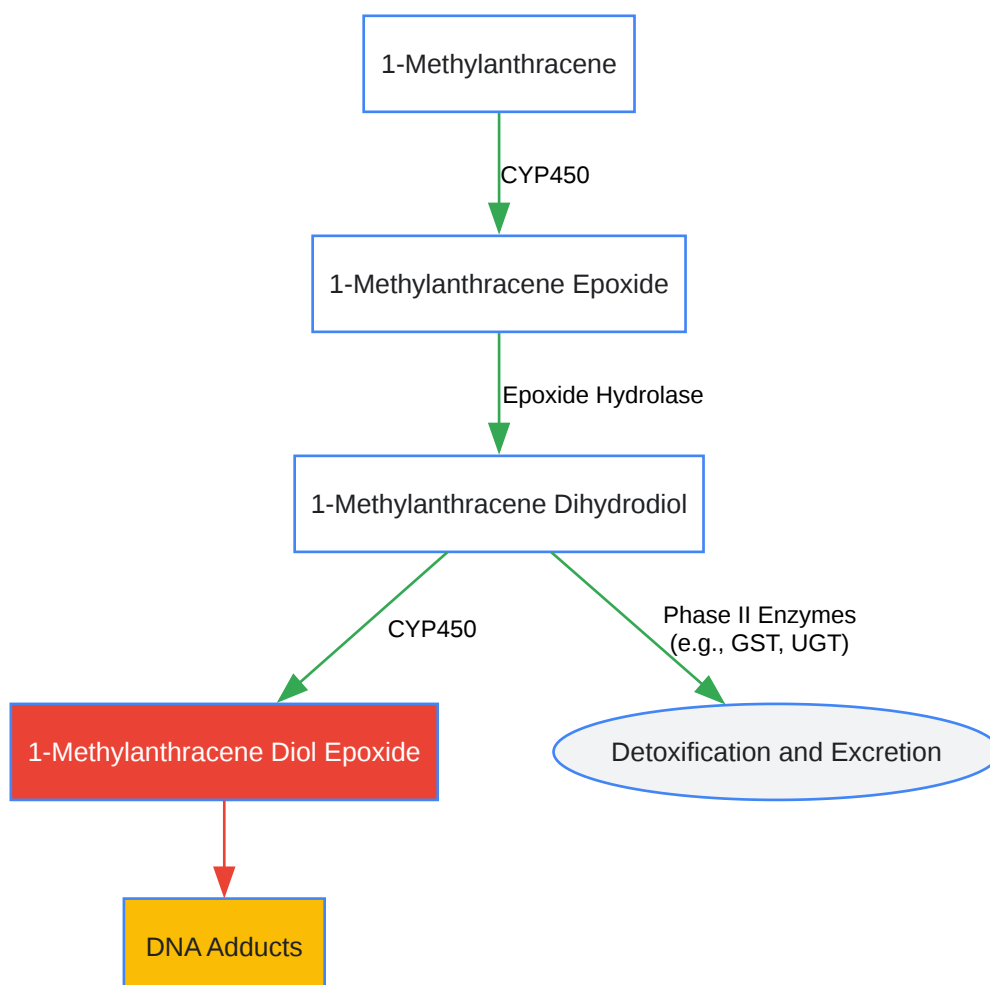 1-Methylanthracene
CYP450
1-Methylanthracene Epoxide
Epoxide Hydrolase
1-Methylanthracene Dihydrodiol
CYP450
Phase II Enzymes
(e.g., GST, UGT)
1-Methylanthracene Diol Epoxide
Detoxification and Excretion
DNA Adducts